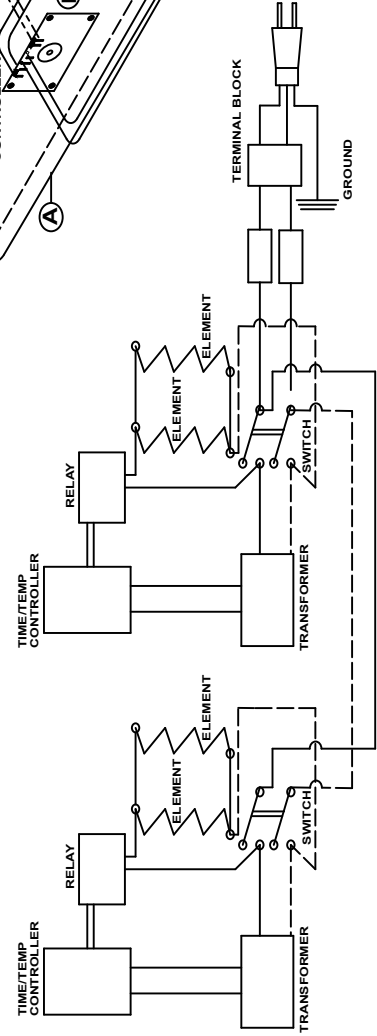 TIME/TEMP
CONTROLLER
RELAY
ELEMENT
ELEMENT
SWITCH
TRANSFORMER
TIME/TEMP
CONTROLLER
RELAY
ELEMENT
ELEMENT
SWITCH
TRANSFORMER
TERMINAL BLOCK
GROUND
A